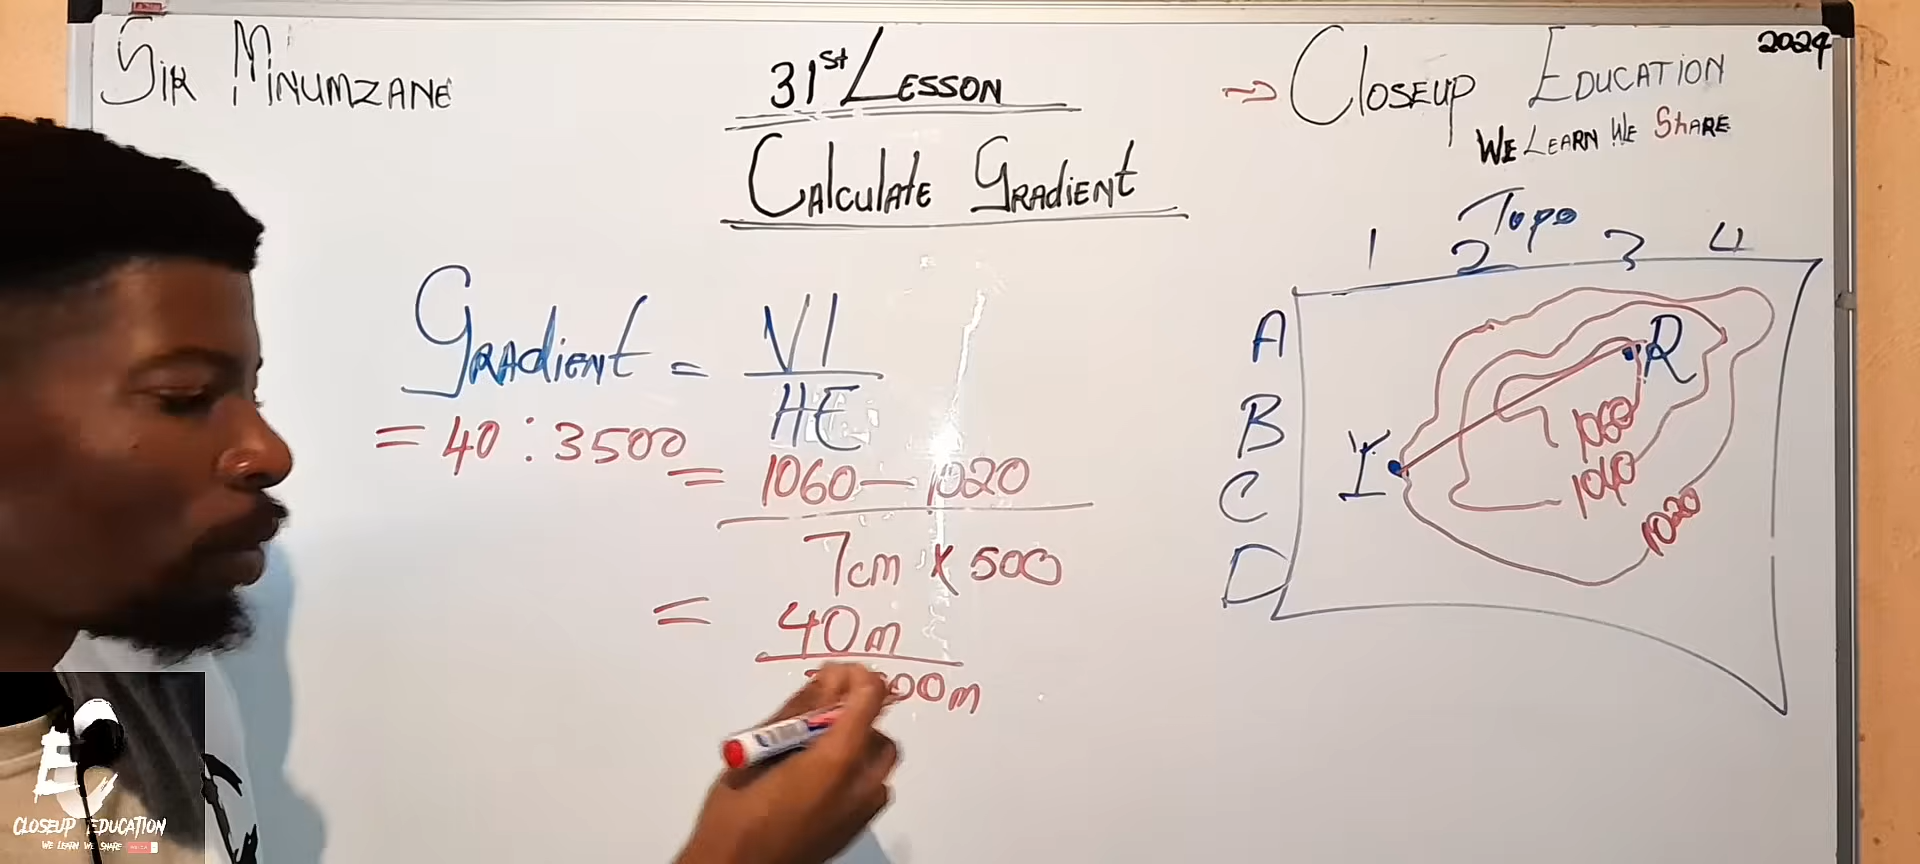 SIR MINUMZANE
31st LESSON
CALCULATE GRADIENT
→ CLOSEUP EDUCATION
2024
WE LEARN WE SHARE
GRADIENT = VI
HE
= 40 : 3500
= 1060 - 1020
7cm x 500
= 40m
00m
Topo
1 2 3 4
A
B
C
D
R
Y
1060
1040
1020
E
CLOSEUP EDUCATION
WE LEARN WE SHARE